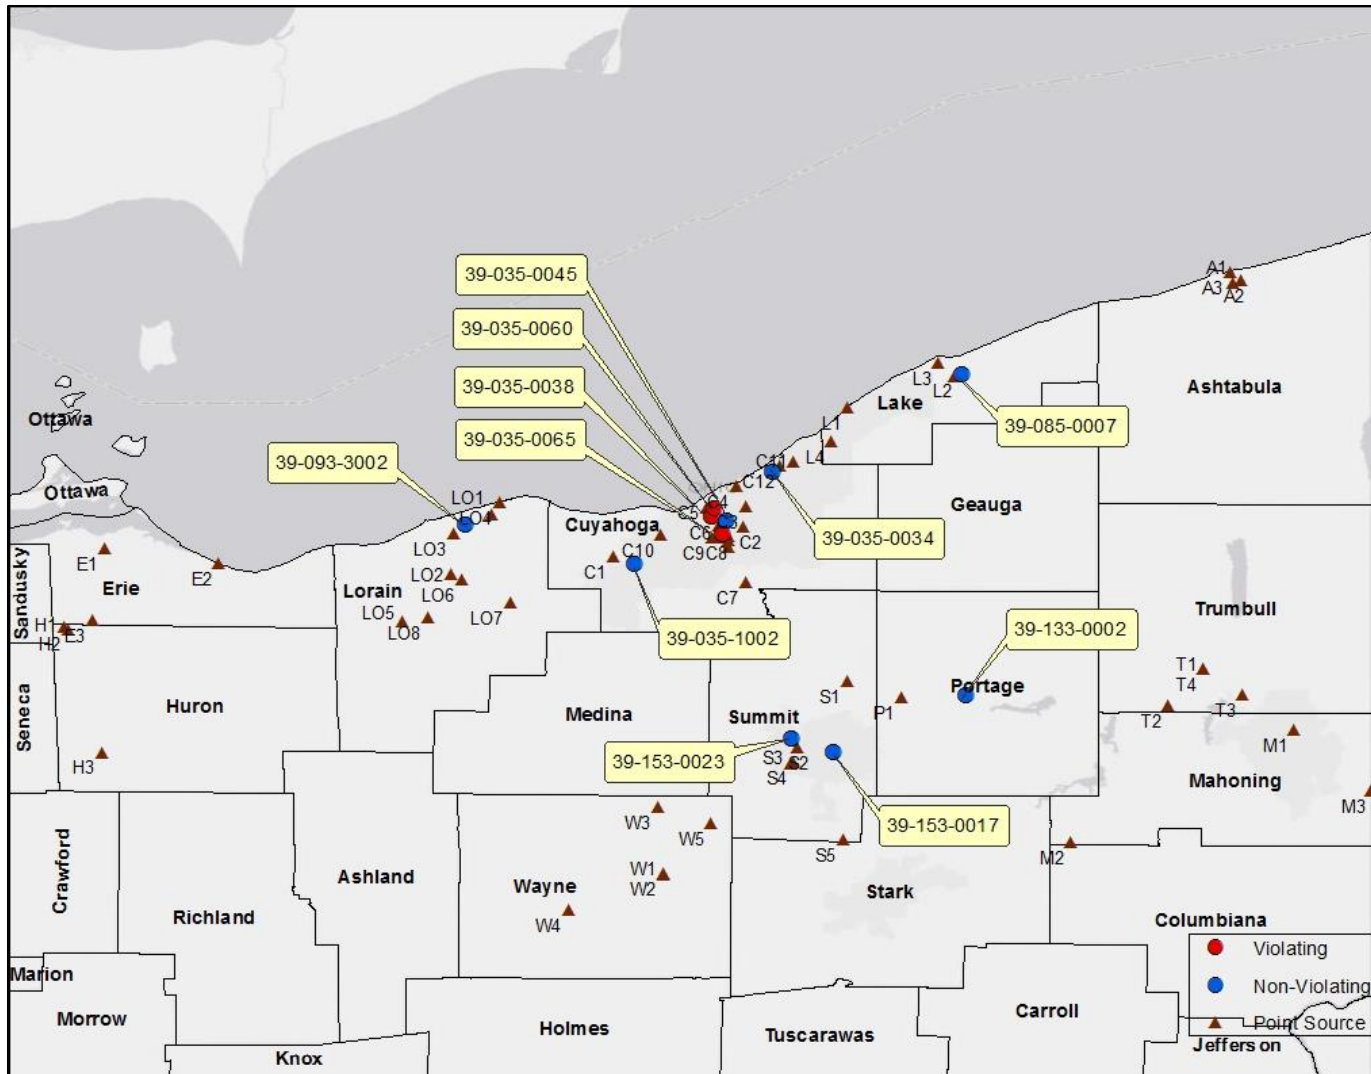 39-035-0045
A1
A3
A2
39-035-0060
L3
L2
Ashtabula
39-035-0038
Lake
Ottawa
L1
39-085-0007
39-035-0065
39-093-3002
C11
L4
Ottawa
C12
LO1
C4
Geauga
LO4
C5
Cuyahoga
C3
LO3
C6
C2
39-035-0034
E1
E2
C10
C9
C8
Sandusky
Erie
LO2
C1
Lorain
LO6
C7
LO5
LO7
Trumbull
H1
E3
LO8
H2
39-035-1002
39-133-0002
T1
Seneca
Huron
Medina
Summit
S1
P1
Portage
T4
T2
T3
M1
H3
39-153-0023
S3
S2
S4
Mahoning
M3
W3
W5
39-153-0017
S5
M2
Crawford
Ashland
W1
Wayne
W2
Stark
Richland
W4
Columbiana
Violating
Marion
Non-Violating
Morrow
Holmes
Carroll
Point Source
Tuscarawas
Jefferson
Knox